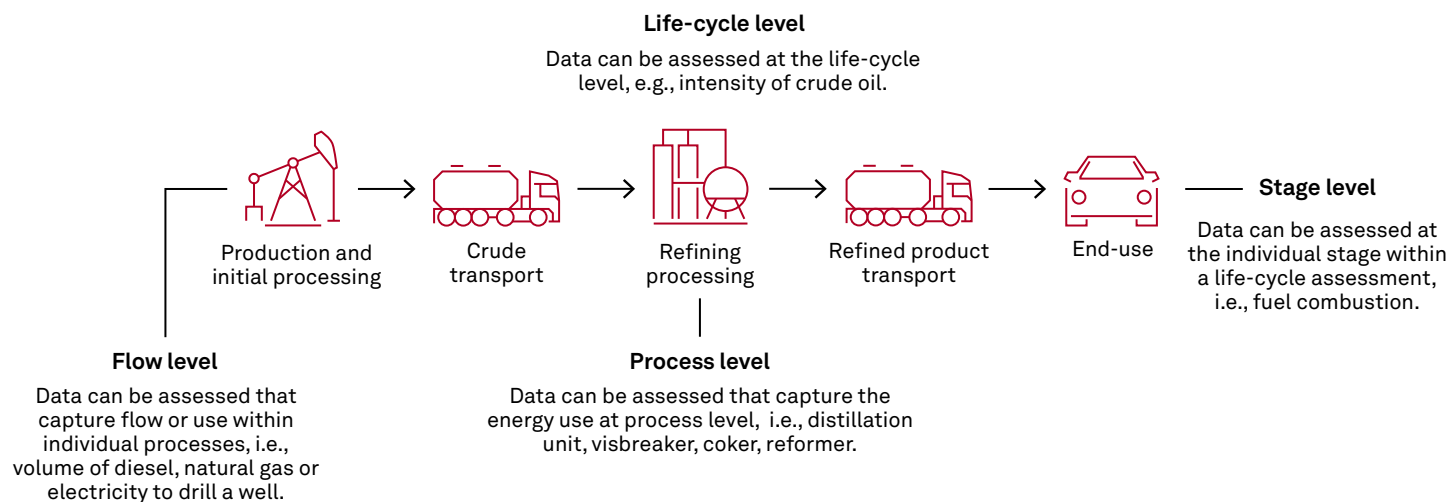 Life-cycle level
Data can be assessed at the life-cycle
level, e.g., intensity of crude oil.
Production and
initial processing
Crude
transport
Refining
processing
Refined product
transport
End-use
Stage level
Data can be assessed at
the individual stage within
a life-cycle assessment,
i.e., fuel combustion.
Flow level
Data can be assessed that
capture flow or use within
individual processes, i.e.,
volume of diesel, natural gas or
electricity to drill a well.
Process level
Data can be assessed that capture the
energy use at process level, i.e., distillation
unit, visbreaker, coker, reformer.